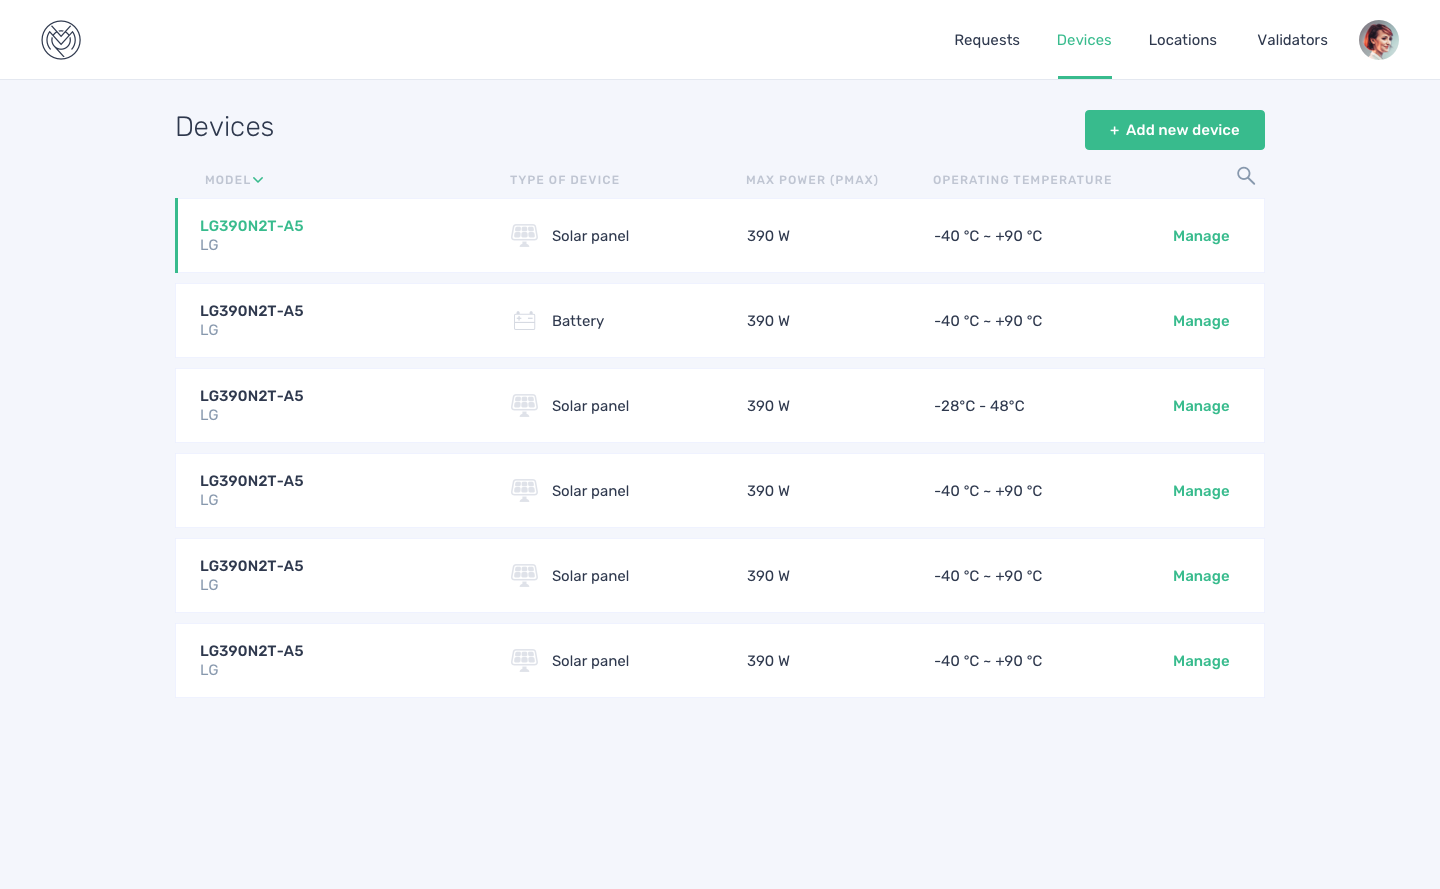 Requests Devices Locations Validators
Devices
+ Add new device
MODEL TYPE OF DEVICE MAX POWER (PMAX) OPERATING TEMPERATURE
LG390N2T-A5
LG
Solar panel 390 W -40 °C ~ +90 °C Manage
LG390N2T-A5
LG
Battery 390 W -40 °C ~ +90 °C Manage
LG390N2T-A5
LG
Solar panel 390 W -28°C - 48°C Manage
LG390N2T-A5
LG
Solar panel 390 W -40 °C ~ +90 °C Manage
LG390N2T-A5
LG
Solar panel 390 W -40 °C ~ +90 °C Manage
LG390N2T-A5
LG
Solar panel 390 W -40 °C ~ +90 °C Manage